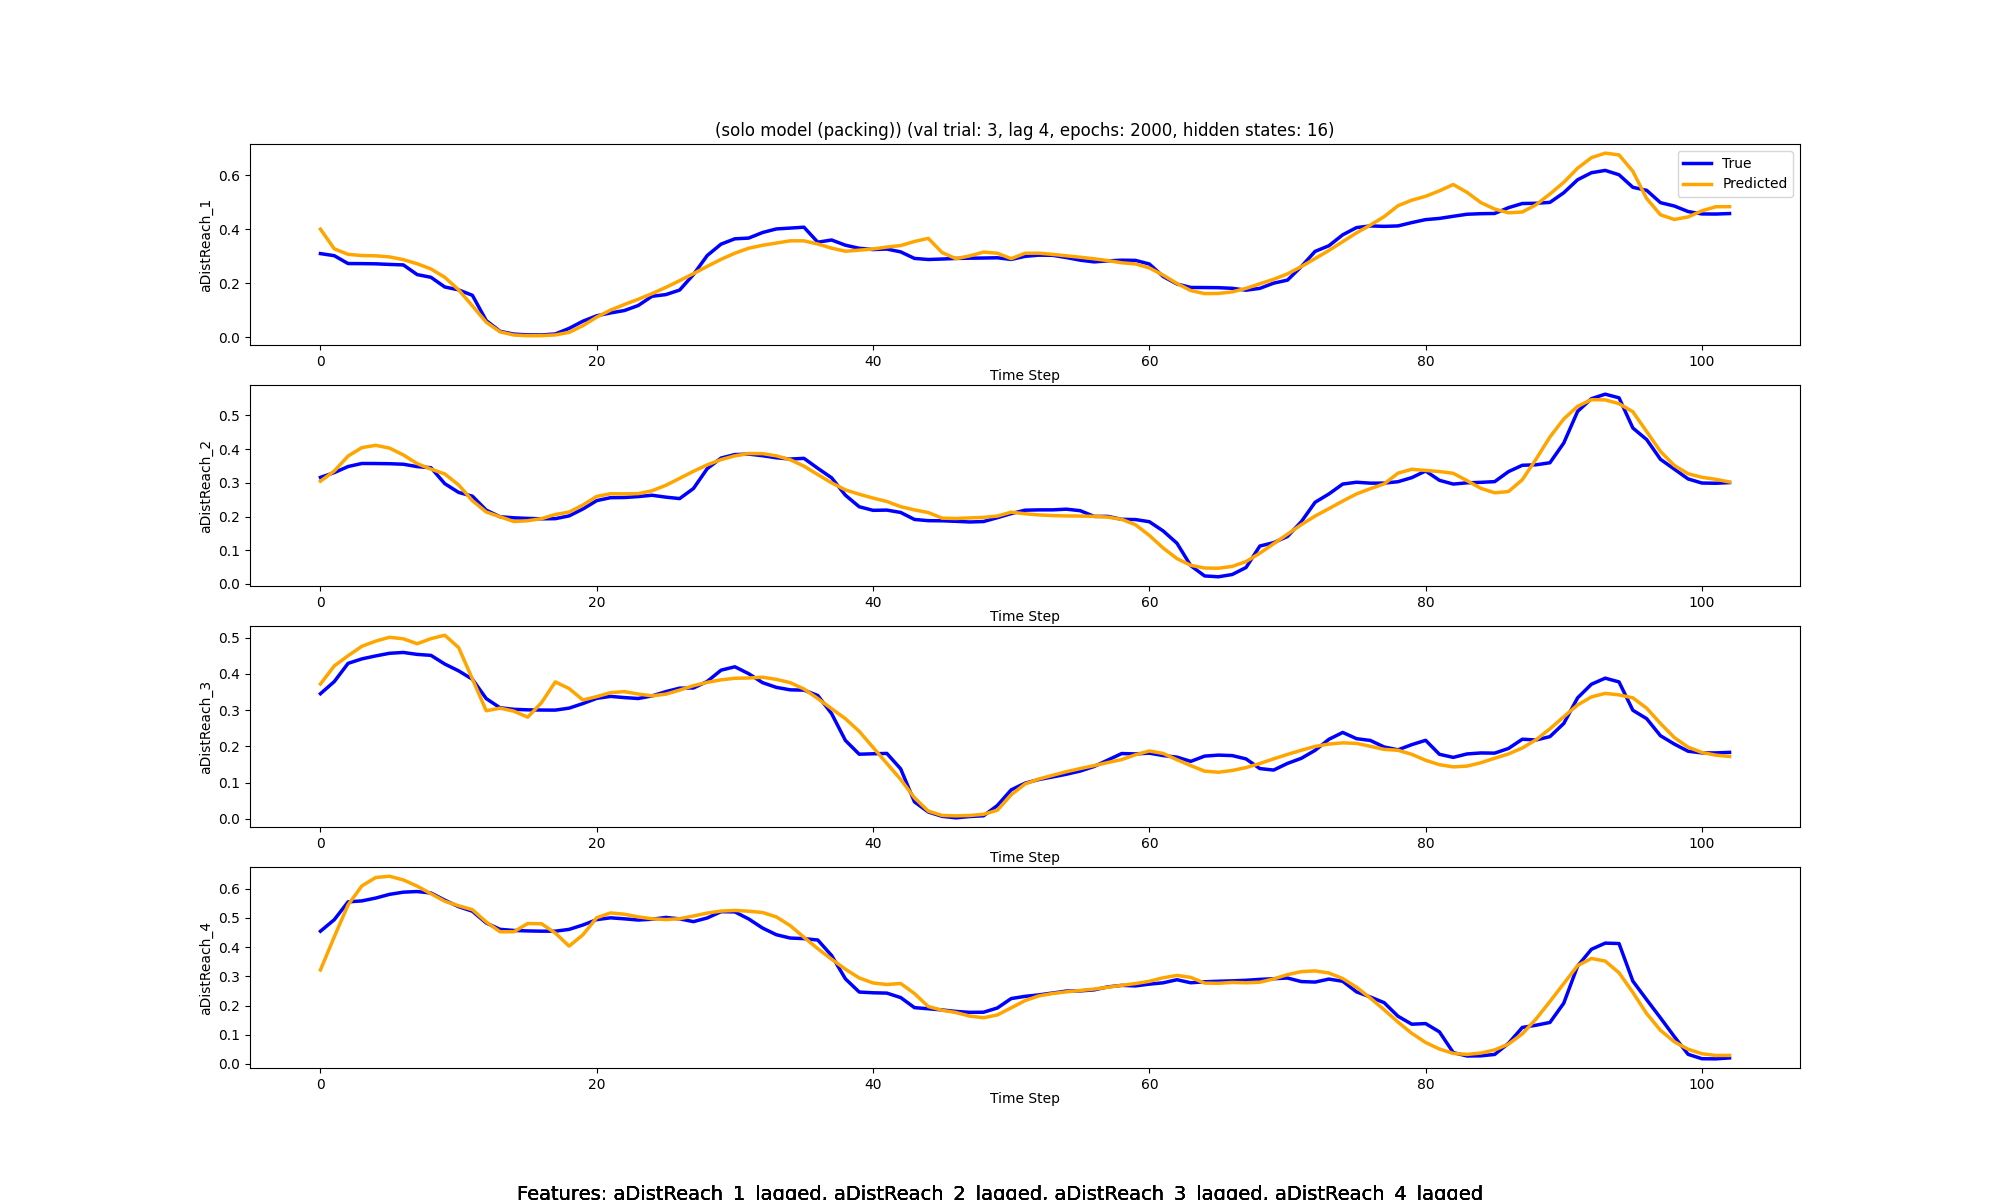 (solo model (packing)) (val trial: 3, lag 4, epochs: 2000, hidden states: 16)
True
Predicted
aDistReach_1
0.6
0.4
0.2
0.0
0 20 40 60 80 100
Time Step
aDistReach_2
0.5
0.4
0.3
0.2
0.1
0.0
0 20 40 60 80 100
Time Step
aDistReach_3
0.5
0.4
0.3
0.2
0.1
0.0
0 20 40 60 80 100
Time Step
aDistReach_4
0.6
0.5
0.4
0.3
0.2
0.1
0.0
0 20 40 60 80 100
Time Step
Features: aDistReach_1_lagged, aDistReach_2_lagged, aDistReach_3_lagged, aDistReach_4_lagged